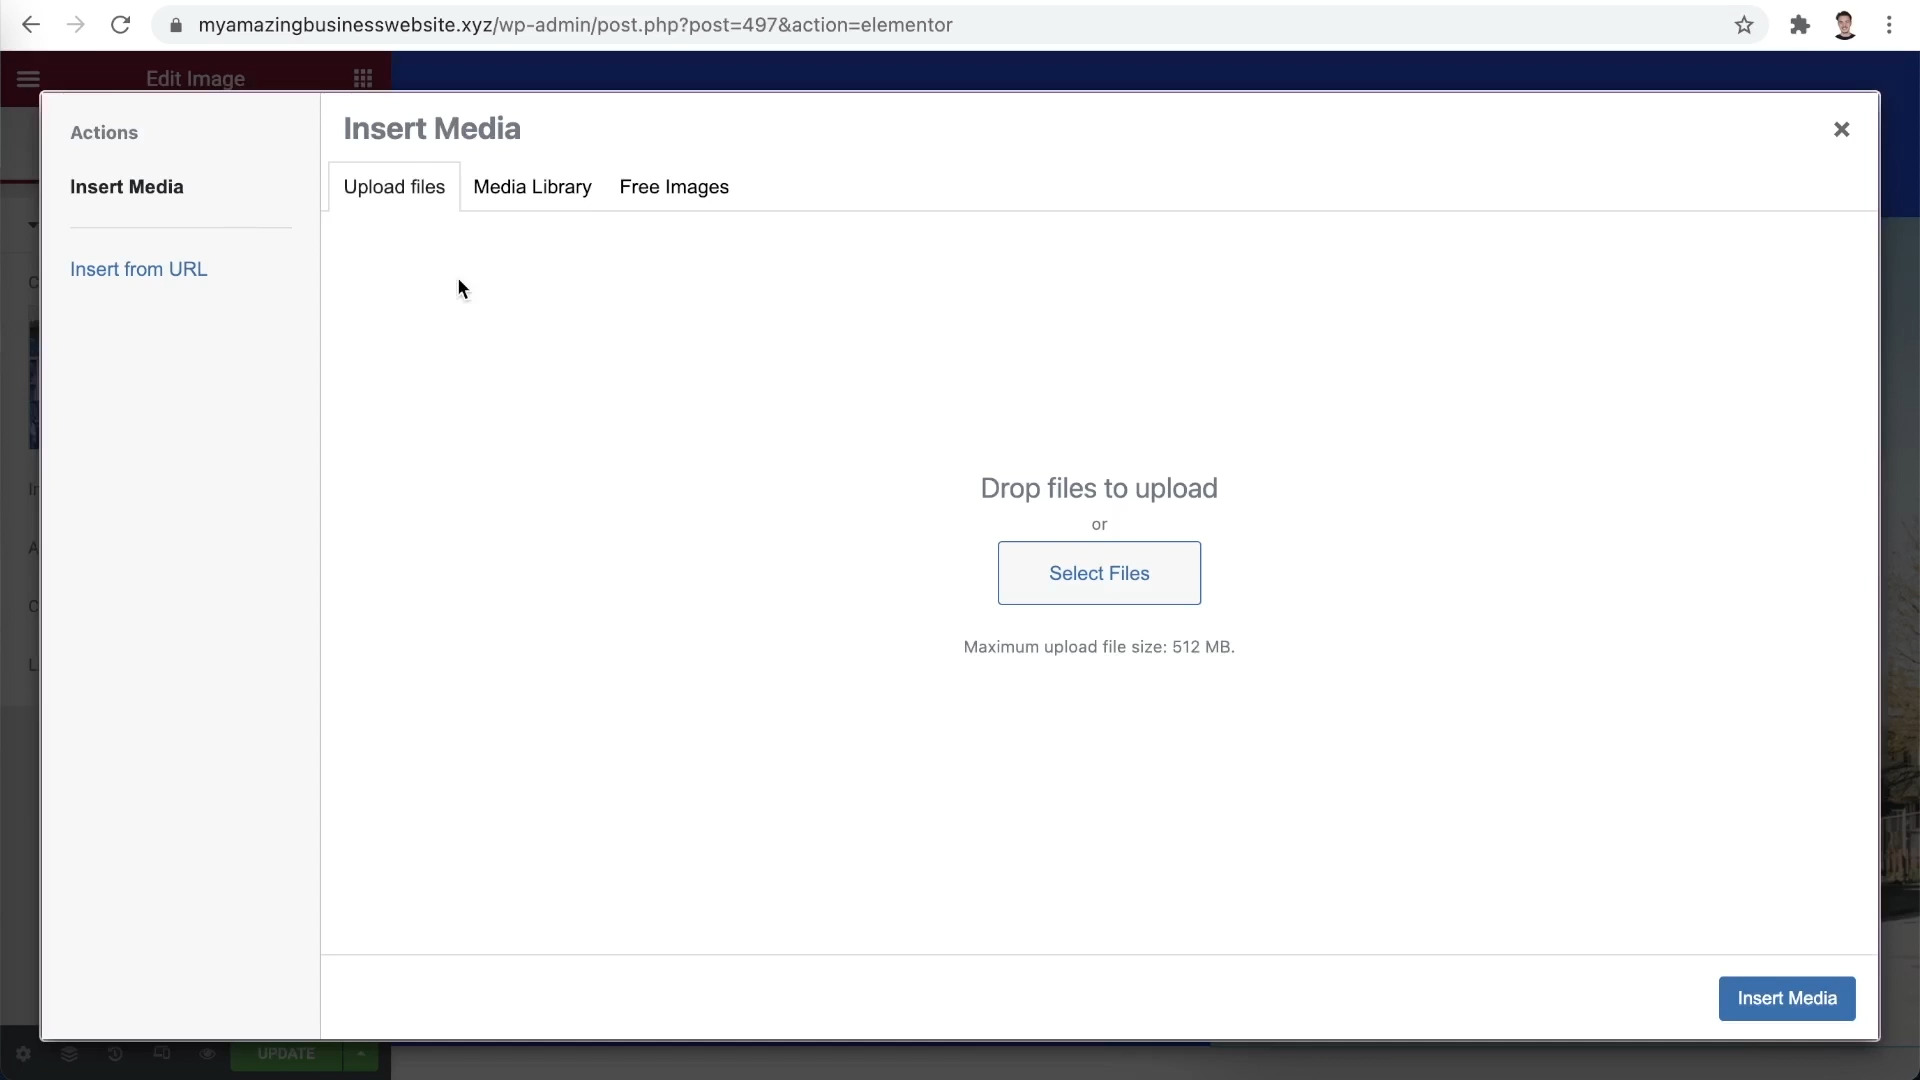 myamazingbusinesswebsite.xyz/wp-admin/post.php?post=497&action=elementor
Edit Image
Actions
Insert Media
Insert from URL
Insert Media
Upload files
Media Library
Free Images
Drop files to upload
or
Select Files
Maximum upload file size: 512 MB.
Insert Media
UPDATE